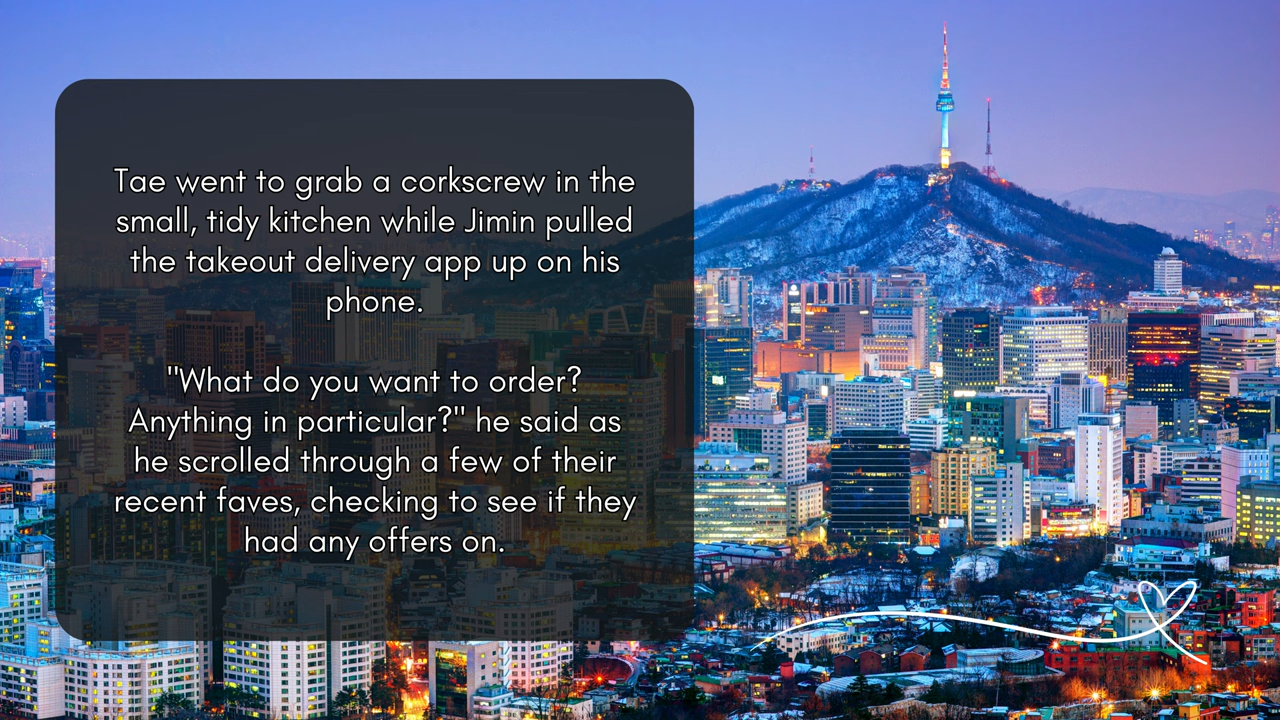 Tae went to grab a corkscrew in the
small, tidy kitchen while Jimin pulled
the takeout delivery app up on his
phone.
"What do you want to order?
Anything in particular?" he said as
he scrolled through a few of their
recent faves, checking to see if they
had any offers on.